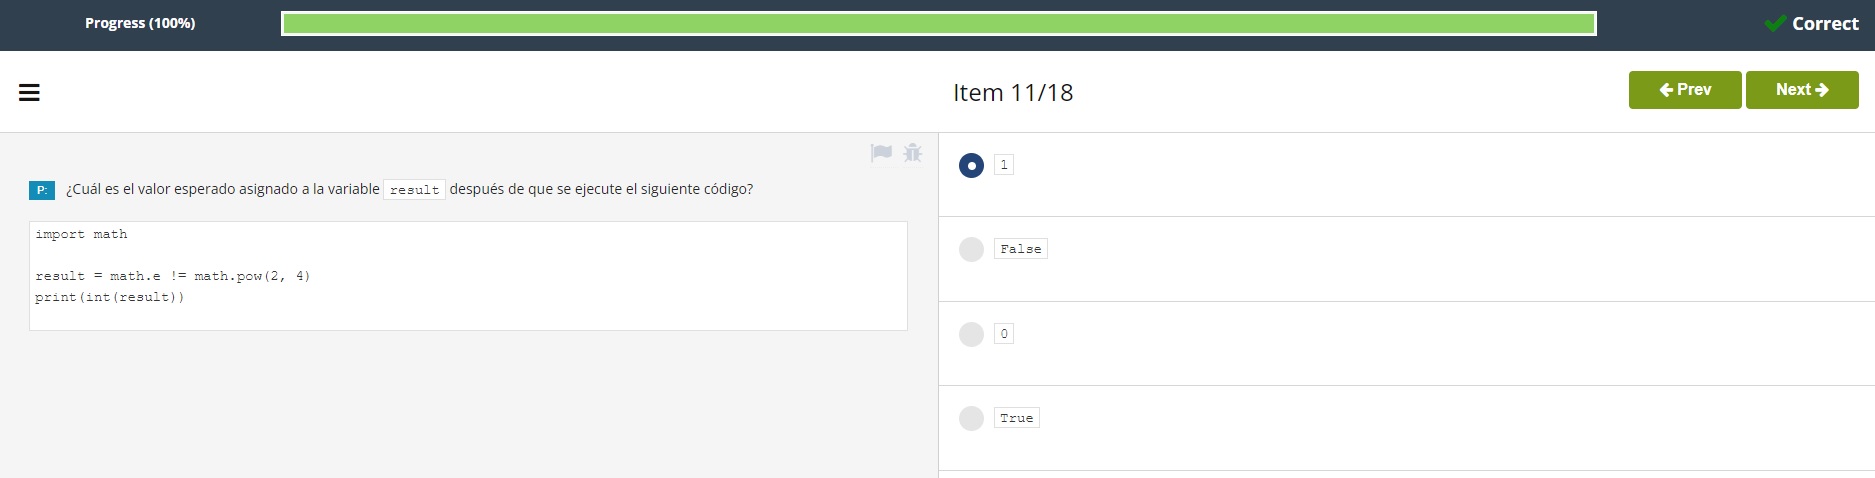 Progress (100%)
Correct
Item 11/18
Prev
Next
P: ¿Cuál es el valor esperado asignado a la variable result después de que se ejecute el siguiente código?
import math
result = math.e != math.pow(2, 4)
print(int(result))
1
False
0
True